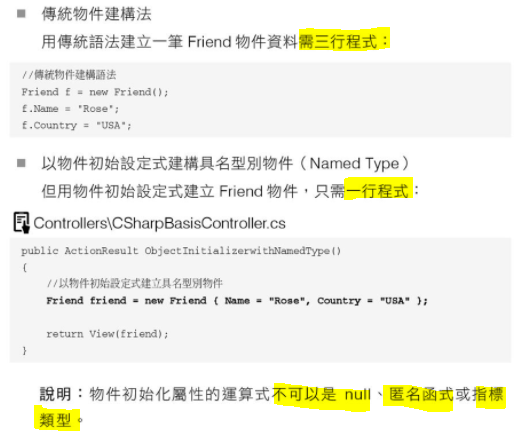 ■ 傳統物件建構法
用傳統語法建立一筆 Friend 物件資料需三行程式：
//傳統物件建構語法
Friend f = new Friend();
f.Name = "Rose";
f.Country = "USA";
■ 以物件初始設定式建構具名型別物件（Named Type）
但用物件初始設定式建立 Friend 物件，只需一行程式：
Controllers\CSharpBasisController.cs
public ActionResult ObjectInitializerwithNamedType()
{
//以物件初始設定式建立具名型別物件
Friend friend = new Friend { Name = "Rose", Country = "USA" };
return View(friend);
}
說明：物件初始化屬性的運算式不可以是 null、匿名函式或指標
類型。